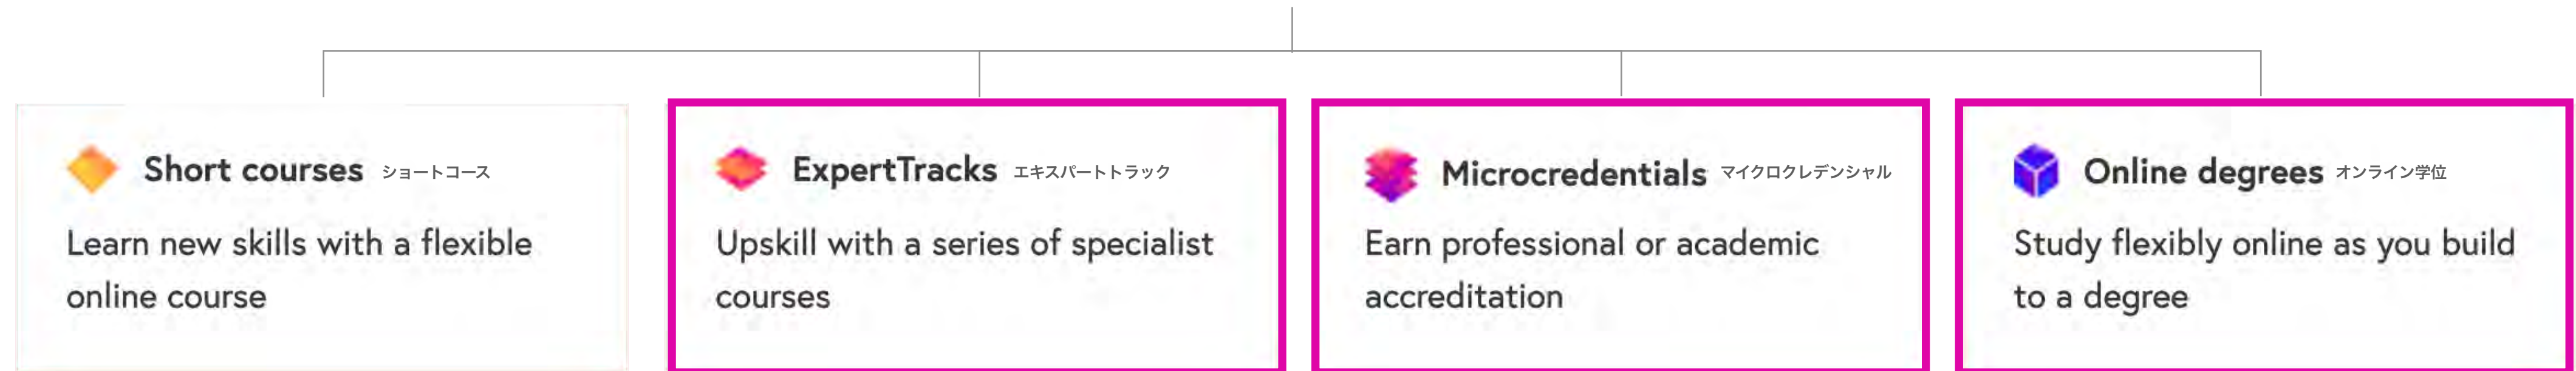 Short courses ショートコース
Learn new skills with a flexible
online course
ExpertTracks エキスパートトラック
Upskill with a series of specialist
courses
Microcredentials マイクロクレデンシャル
Earn professional or academic
accreditation
Online degrees オンライン学位
Study flexibly online as you build
to a degree